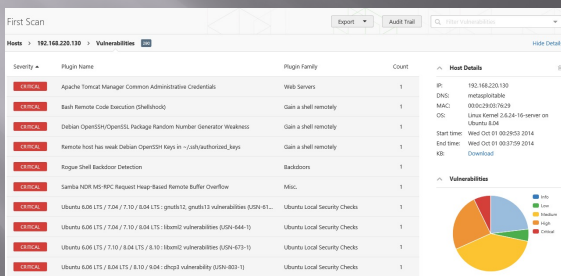 First Scan
Export
Audit Trail
Filter Vulnerabilities
Hosts > 192.168.220.130 > Vulnerabilities 240
Hide Details
Severity Plugin Name Plugin Family Count
CRITICAL Apache Tomcat Manager Common Administrative Credentials Web Servers 1
CRITICAL Bash Remote Code Execution (Shellshock) Gain a shell remotely 1
CRITICAL Debian OpenSSH/OpenSSL Package Random Number Generator Weakness Gain a shell remotely 1
CRITICAL Remote host has weak Debian OpenSSH Keys in ~/.ssh/authorized_keys Gain a shell remotely 1
CRITICAL Rogue Shell Backdoor Detection Backdoors 1
CRITICAL Samba NDR MS-RPC Request Heap-Based Remote Buffer Overflow Misc. 1
CRITICAL Ubuntu 6.06 LTS / 7.04 / 7.10 / 8.04 LTS : gnutls12, gnutls13 vulnerabilities (USN-61... Ubuntu Local Security Checks 1
CRITICAL Ubuntu 6.06 LTS / 7.04 / 7.10 / 8.04 LTS : libxml2 vulnerabilities (USN-644-1) Ubuntu Local Security Checks 1
CRITICAL Ubuntu 6.06 LTS / 7.10 / 8.04 LTS / 8.10 : libxml2 vulnerabilities (USN-673-1) Ubuntu Local Security Checks 1
CRITICAL Ubuntu 6.06 LTS / 8.04 LTS / 8.10 / 9.04 : dhcp3 vulnerability (USN-803-1) Ubuntu Local Security Checks 1
Host Details
IP: 192.168.220.130
DNS: metasploitable
MAC: 00:0c:29:03:76:29
OS: Linux Kernel 2.6.24-16-server on
Ubuntu 8.04
Start time: Wed Oct 01 00:29:53 2014
End time: Wed Oct 01 00:37:59 2014
KB: Download
Vulnerabilities
Info
Low
Medium
High
Critical